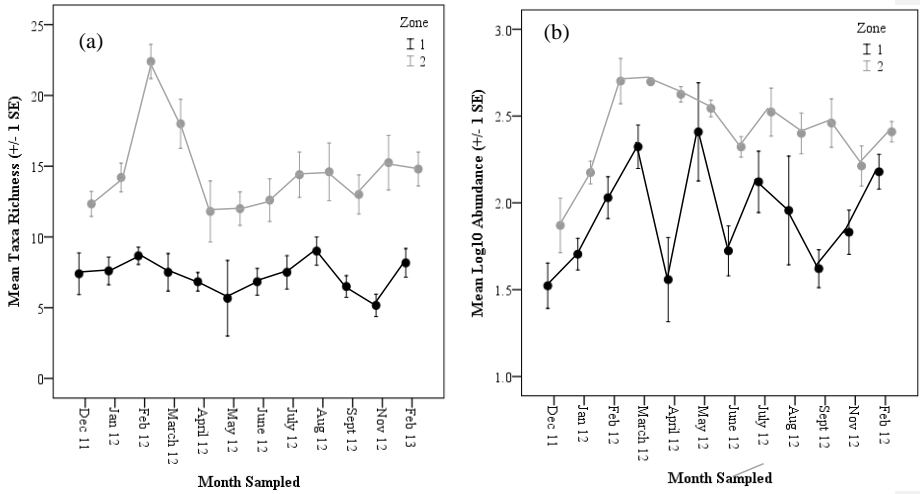 (a)
Zone
1
2
25
20
15
10
5
0
Mean Taxa Richness (+/- 1 SE)
Dec 11
Jan 12
Feb 12
March 12
April 12
May 12
June 12
July 12
Aug 12
Sept 12
Nov 12
Feb 13
Month Sampled
(b)
Zone
1
2
3.0
2.5
2.0
1.5
1.0
Mean Log10 Abundance (+/- 1 SE)
Dec 11
Jan 12
Feb 12
March 12
April 12
May 12
June 12
July 12
Aug 12
Sept 12
Nov 12
Feb 12
Month Sampled